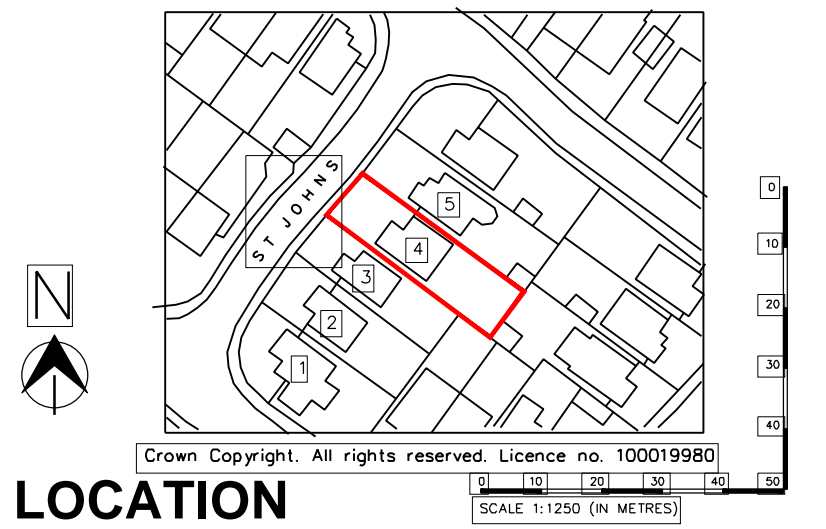 ST JOHNS
5
4
3
2
1
N
0
10
20
30
40
50
Crown Copyright. All rights reserved. Licence no. 100019980
0 10 20 30 40
LOCATION
SCALE 1:1250 (IN METRES)